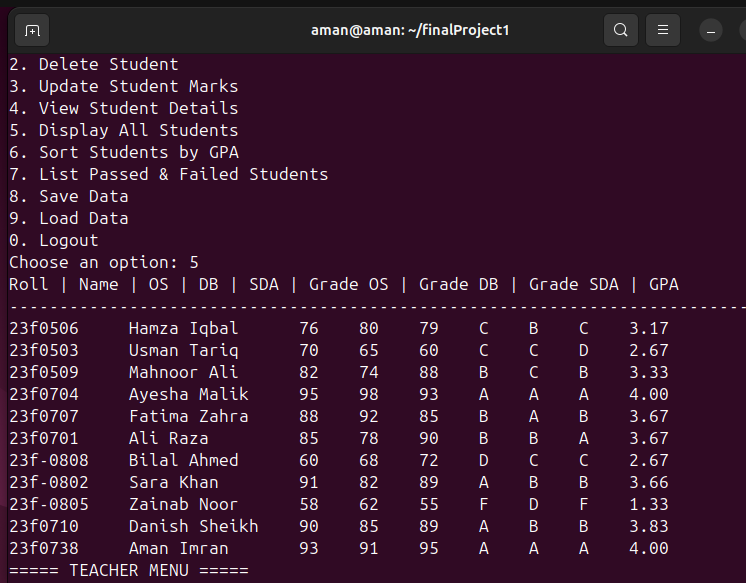 aman@aman: ~/finalProject1
2. Delete Student
3. Update Student Marks
4. View Student Details
5. Display All Students
6. Sort Students by GPA
7. List Passed & Failed Students
8. Save Data
9. Load Data
0. Logout
Choose an option: 5
Roll | Name | OS | DB | SDA | Grade OS | Grade DB | Grade SDA | GPA
--------------------------------------------------------------------------
23f0506     Hamza Iqbal      76    80    79    C    B    C    3.17
23f0503     Usman Tariq      70    65    60    C    C    D    2.67
23f0509     Mahnoor Ali      82    74    88    B    C    B    3.33
23f0704     Ayesha Malik     95    98    93    A    A    A    4.00
23f0707     Fatima Zahra     88    92    85    B    A    B    3.67
23f0701     Ali Raza         85    78    90    B    B    A    3.67
23f-0808    Bilal Ahmed      60    68    72    D    C    C    2.67
23f-0802    Sara Khan        91    82    89    A    B    B    3.66
23f-0805    Zainab Noor      58    62    55    F    D    F    1.33
23f0710     Danish Sheikh    90    85    89    A    B    B    3.83
23f0738     Aman Imran       93    91    95    A    A    A    4.00
===== TEACHER MENU =====